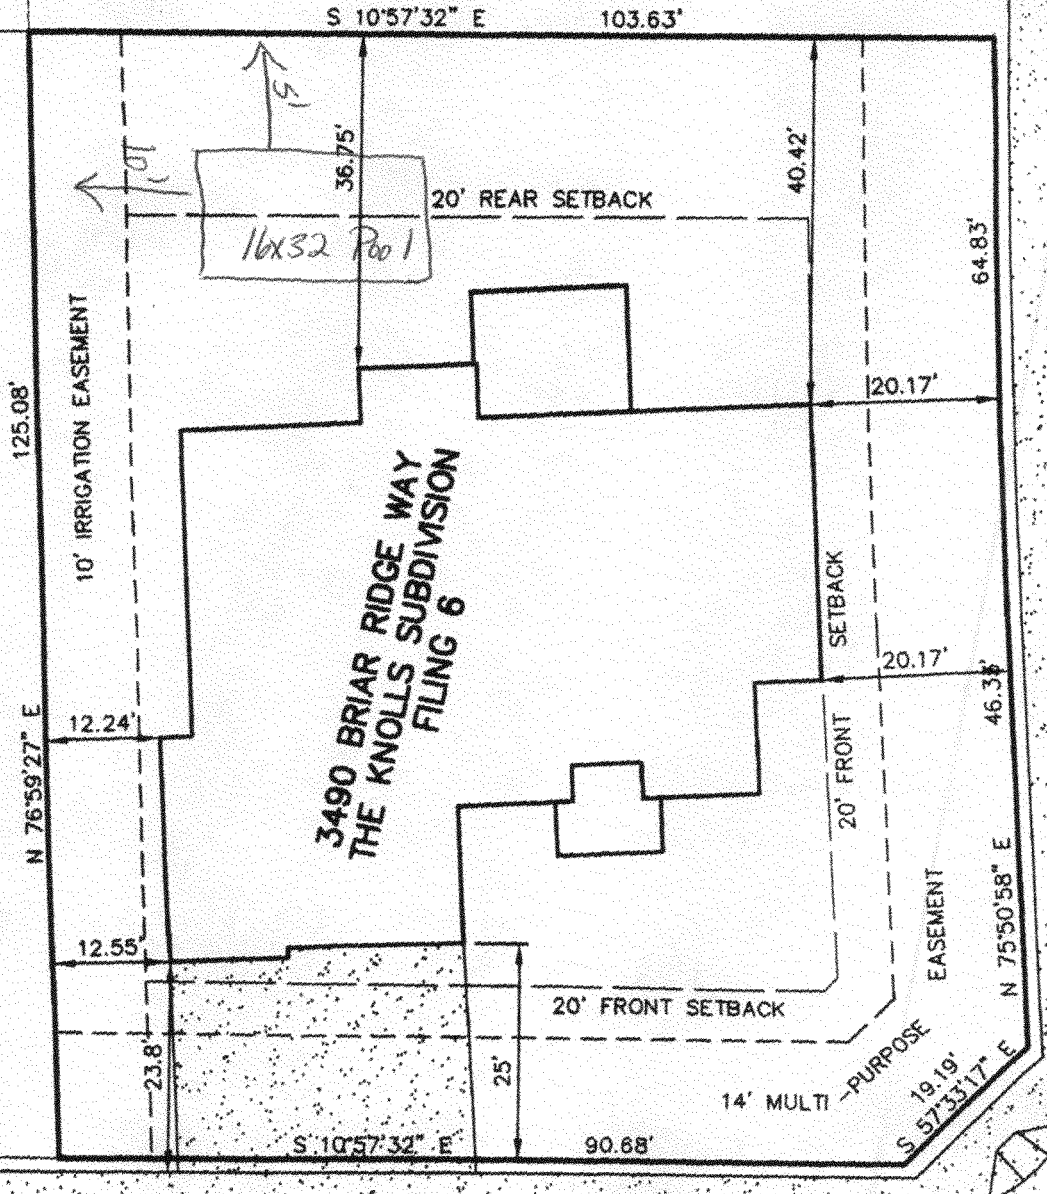 S 10°57'32" E 103.63'
5'
10'
36.75'
40.42'
20' REAR SETBACK
16x32 Pool
64.83'
10' IRRIGATION EASEMENT
125.08'
20.17'
3490 BRIAR RIDGE WAY
THE KNOLLS SUBDIVISION
FILING 6
20' FRONT SETBACK
20.17'
46.38'
12.24'
N 76°59'27" E
12.55'
N 75°50'58" E
20' FRONT SETBACK
23.8'
25'
14' MULTI-PURPOSE EASEMENT
19.19'
S 57°33'17" E
S 10°57'32" E 90.68'